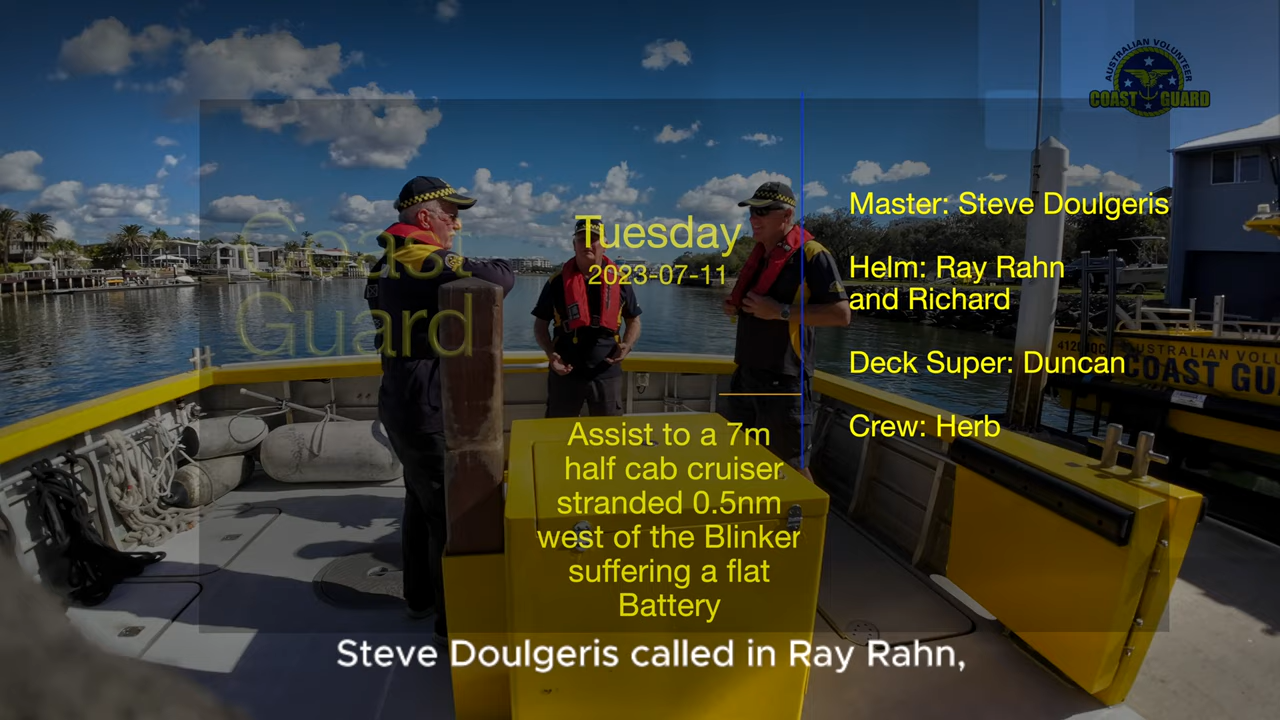 AUSTRALIAN VOLUNTEER
COAST GUARD
Coast
Guard
Tuesday
2023-07-11
Assist to a 7m
half cab cruiser
stranded 0.5nm
west of the Blinker
suffering a flat
Battery
Master: Steve Doulgeris
Helm: Ray Rahn
and Richard
Deck Super: Duncan
Crew: Herb
AUSTRALIAN VOLU
COAST GU
Steve Doulgeris called in Ray Rahn,